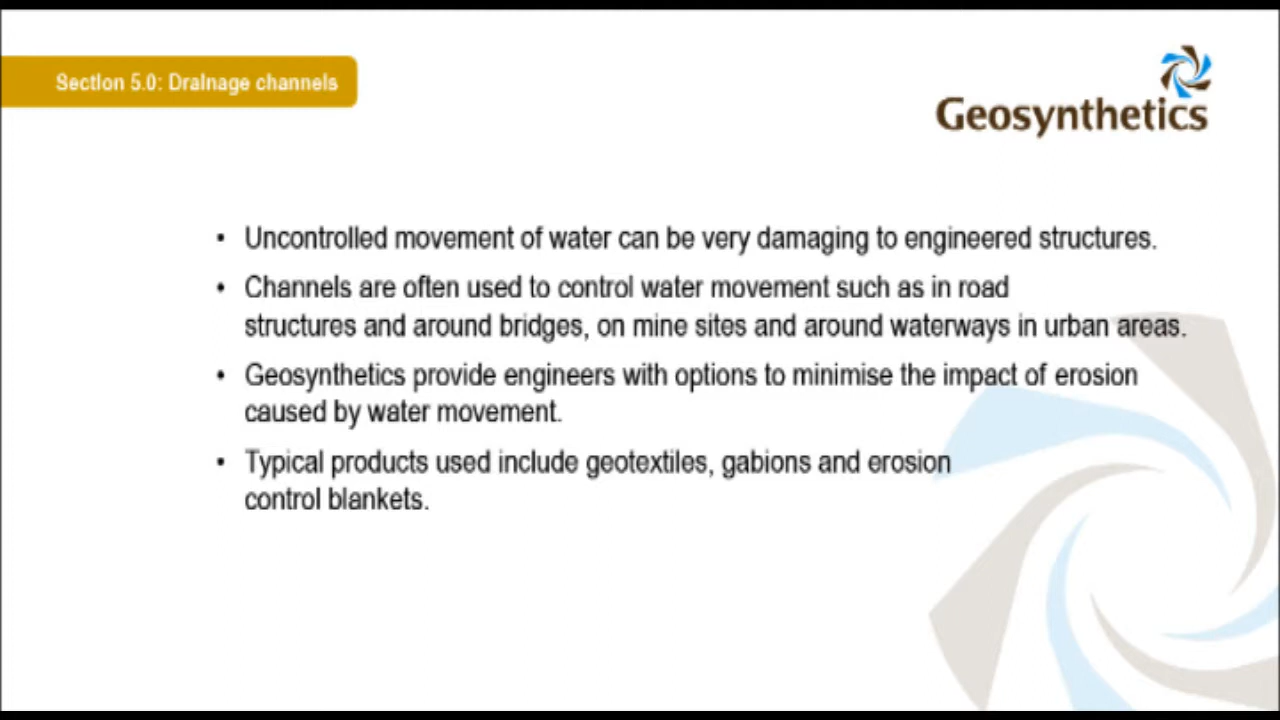 Section 5.0: Drainage channels
Geosynthetics
• Uncontrolled movement of water can be very damaging to engineered structures.
• Channels are often used to control water movement such as in road
structures and around bridges, on mine sites and around waterways in urban areas.
• Geosynthetics provide engineers with options to minimise the impact of erosion
caused by water movement.
• Typical products used include geotextiles, gabions and erosion
control blankets.